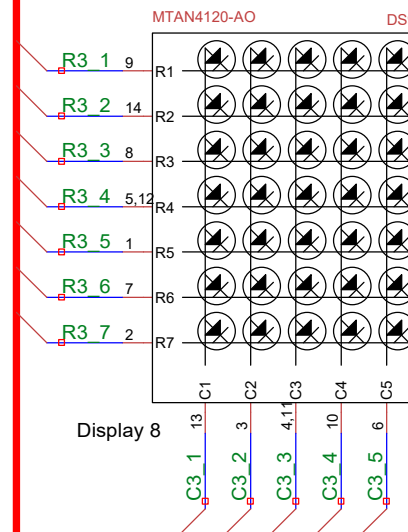 MTAN4120-AO DS
R3_1 9 R1
R3_2 14 R2
R3_3 8 R3
R3_4 5,12 R4
R3_5 1 R5
R3_6 7 R6
R3_7 2 R7
C1 C2 C3 C4 C5
13 3 4,11 10 6
Display 8
C3_1 C3_2 C3_3 C3_4 C3_5